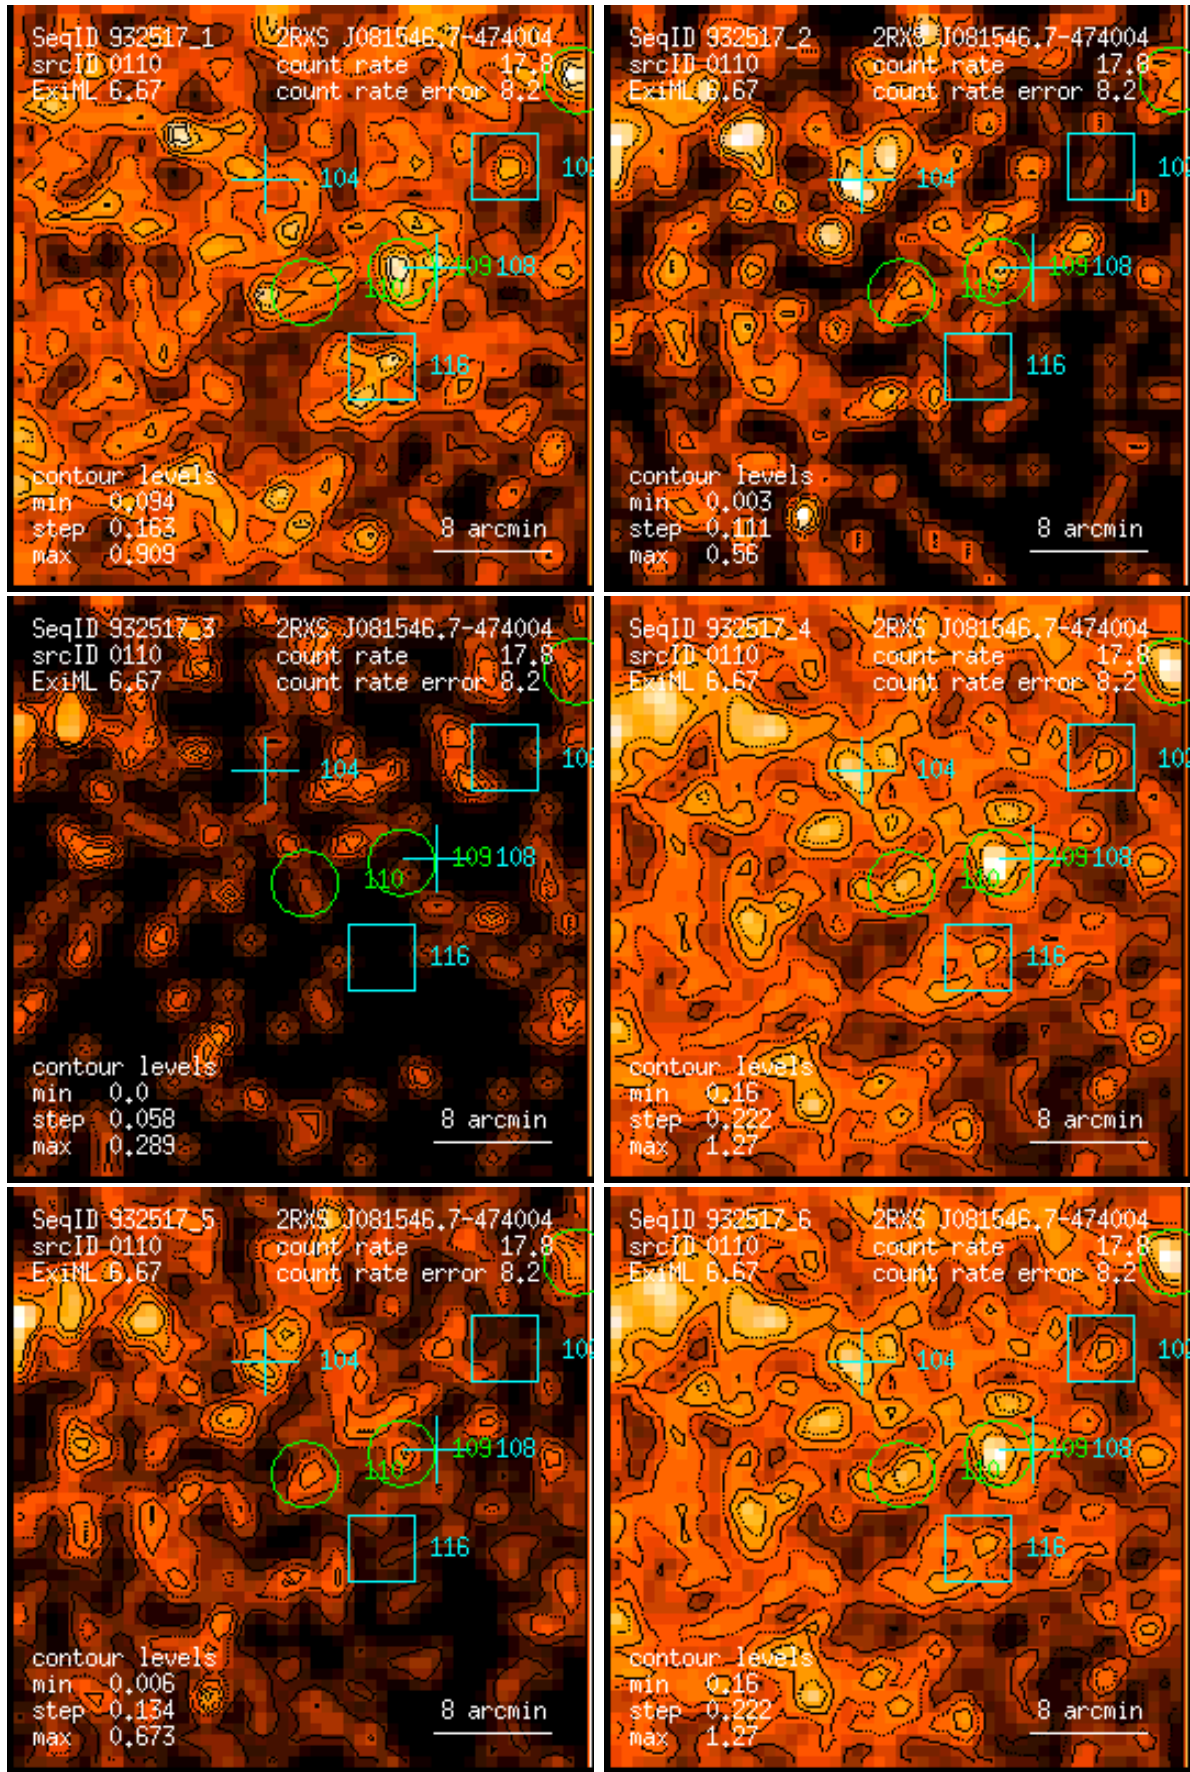 SeqID 932517_1 2RXS J081546.7-474004
srcID 0110 count rate 17.8
ExiML 6.67 count rate error 8.2
104
102
109 108
110
116
contour levels
min 0.094
step 0.163
max 0.909
8 arcmin
SeqID 932517_2 2RXS J081546.7-474004
srcID 0110 count rate 17.8
ExiML 6.67 count rate error 8.2
104
10
109 108
110
116
contour levels
min 0.003
step 0.111
max 0.56
8 arcmin
SeqID 932517_3 2RXS J081546.7-474004
srcID 0110 count rate 17.8
ExiML 6.67 count rate error 8.2
104
102
109 108
110
116
contour levels
min 0.0
step 0.058
max 0.289
8 arcmin
SeqID 932517_4 2RXS J081546.7-474004
srcID 0110 count rate 17.8
ExiML 6.67 count rate error 8.2
104
10
109 108
110
116
contour levels
min 0.16
step 0.222
max 1.27
8 arcmin
SeqID 932517_5 2RXS J081546.7-474004
srcID 0110 count rate 17.8
ExiML 6.67 count rate error 8.2
104
102
109 108
110
116
contour levels
min 0.006
step 0.134
max 0.673
8 arcmin
SeqID 932517_6 2RXS J081546.7-474004
srcID 0110 count rate 17.8
ExiML 6.67 count rate error 8.2
104
10
109 108
110
116
contour levels
min 0.16
step 0.222
max 1.27
8 arcmin